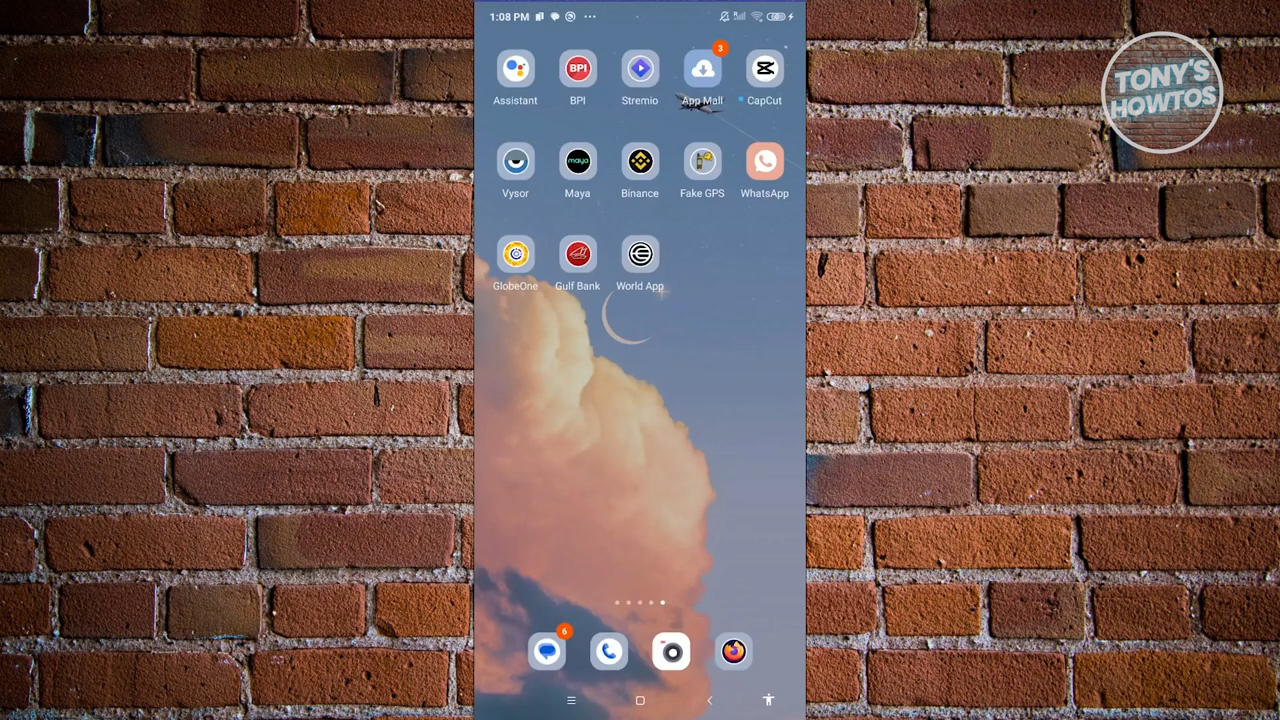 1:08 PM
TONY'S
HOWTOS
3
Assistant
BPI
BPI
Stremio
App Mall
CapCut
maya
Vysor
Maya
Binance
Fake GPS
WhatsApp
GlobeOne
Gulf Bank
World App
6